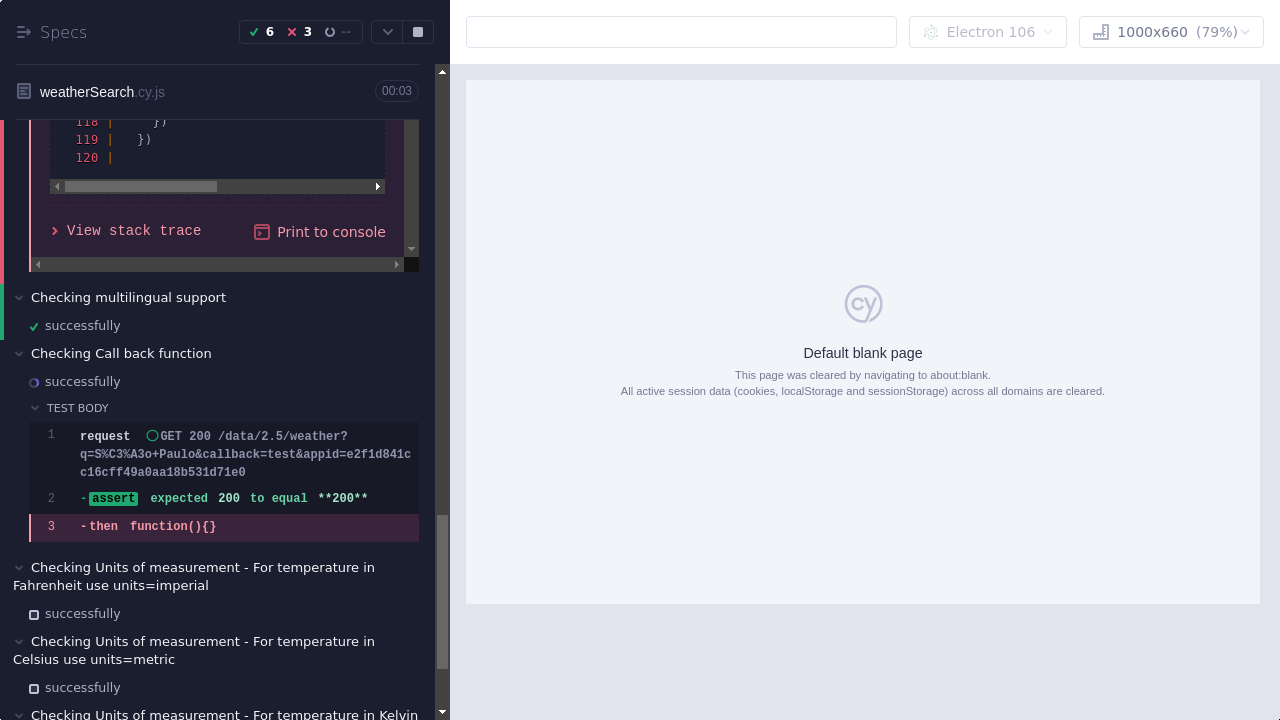 Specs
6 3 --
weatherSearch.cy.js
00:03
118 | })
119 | })
120 |
View stack trace
Print to console
Checking multilingual support
successfully
Checking Call back function
successfully
TEST BODY
1 request GET 200 /data/2.5/weather?
q=S%C3%A3o+Paulo&callback=test&appid=e2f1d841c
c16cff49a0aa18b531d71e0
2 -assert expected 200 to equal **200**
3 -then function(){}
Checking Units of measurement - For temperature in
Fahrenheit use units=imperial
successfully
Checking Units of measurement - For temperature in
Celsius use units=metric
successfully
Checking Units of measurement - For temperature in Kelvin
Electron 106
1000x660 (79%)
cy
Default blank page
This page was cleared by navigating to about:blank.
All active session data (cookies, localStorage and sessionStorage) across all domains are cleared.